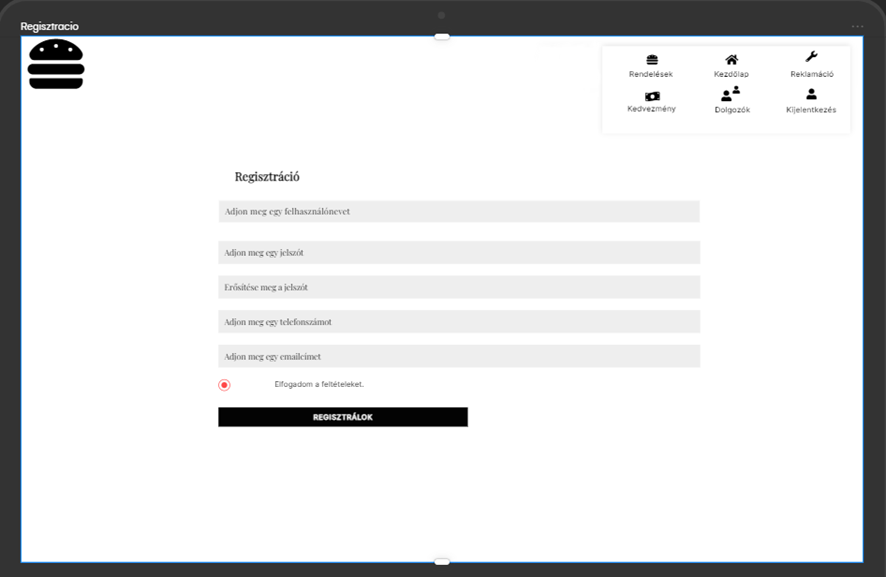 Regisztracio
Rendelések Kezdőlap Reklamáció
Kedvezmény Dolgozók Kijelentkezés
Regisztráció
Adjon meg egy felhasználónevet
Adjon meg egy jelszót
Erősítése meg a jelszót
Adjon meg egy telefonszámot
Adjon meg egy emailcímet
Elfogadom a feltételeket.
REGISZTRÁLOK